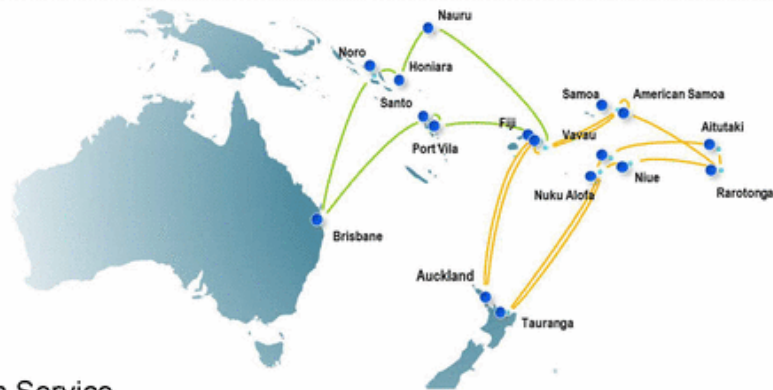 Nauru
Noro
Honiara
Santo
Port Vila
Fiji
Samoa
American Samoa
Vavau
Aitutaki
Nuku Alofa
Niue
Rarotonga
Brisbane
Auckland
Tauranga
Service